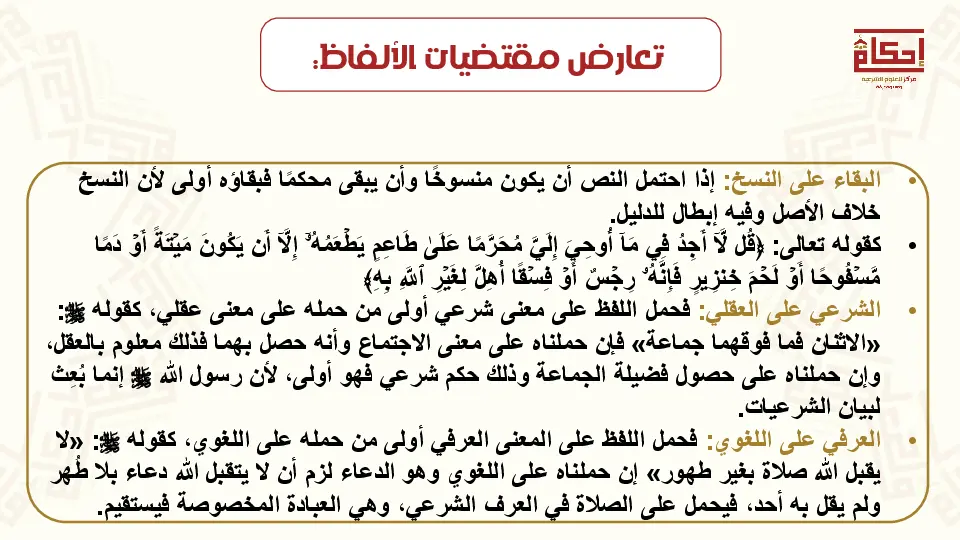 تعارض مقتضيات الألفاظ:
إحكام
مركز للعلوم الشرعية
• البقاء على النسخ: إذا احتمل النص أن يكون منسوخًا وأن يبقى محكمًا فبقاؤه أولى لأن النسخ
خلاف الأصل وفيه إبطال للدليل.
• كقوله تعالى: ﴿قُل لَّآ أَجِدُ فِي مَآ أُوحِيَ إِلَيَّ مُحَرَّمًا عَلَىٰ طَاعِمٖ يَطۡعَمُهُۥٓ إِلَّآ أَن يَكُونَ مَيۡتَةً أَوۡ دَمٗا
مَّسۡفُوحًا أَوۡ لَحۡمَ خِنزِيرٖ فَإِنَّهُۥ رِجۡسٌ أَوۡ فِسۡقًا أُهِلَّ لِغَيۡرِ ٱللَّهِ بِهِۦ﴾
• الشرعي على العقلي: فحمل اللفظ على معنى شرعي أولى من حمله على معنى عقلي، كقوله ﷺ:
«الاثنان فما فوقهما جماعة» فإن حملناه على معنى الاجتماع وأنه حصل بهما فذلك معلوم بالعقل،
وإن حملناه على حصول فضيلة الجماعة وذلك حكم شرعي فهو أولى، لأن رسول الله ﷺ إنما بُعِث
لبيان الشرعيات.
• العرفي على اللغوي: فحمل اللفظ على المعنى العرفي أولى من حمله على اللغوي، كقوله ﷺ: «لا
يقبل الله صلاة بغير طهور» إن حملناه على اللغوي وهو الدعاء لزم أن لا يتقبل الله دعاء بلا طُهر
ولم يقل به أحد، فيحمل على الصلاة في العرف الشرعي، وهي العبادة المخصوصة فيستقيم.